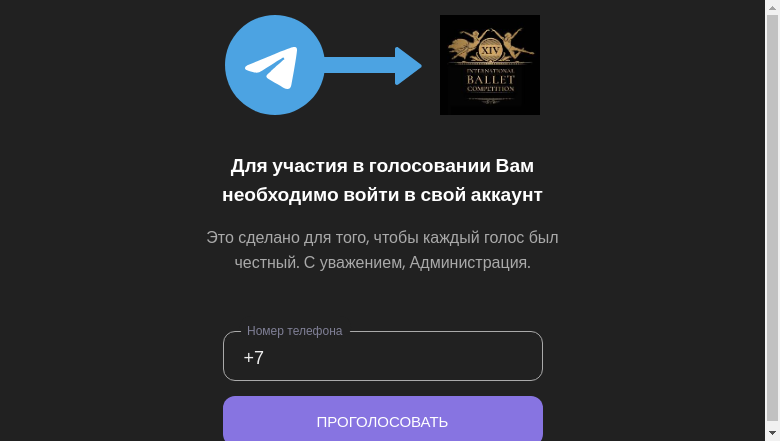 XIV
INTERNATIONAL
BALLET
COMPETITION
Для участия в голосовании Вам
необходимо войти в свой аккаунт
Это сделано для того, чтобы каждый голос был
честный. С уважением, Администрация.
Номер телефона
+7
ПРОГОЛОСОВАТЬ